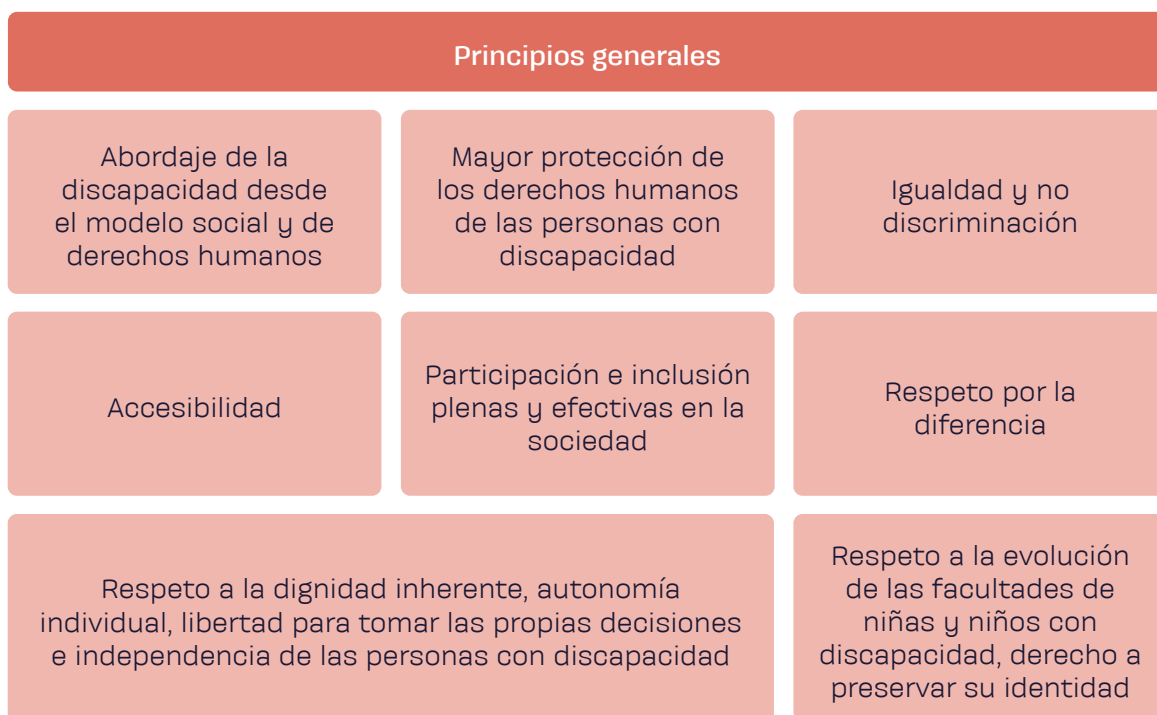 Principios generales
Abordaje de la
discapacidad desde
el modelo social y de
derechos humanos
Mayor protección de
los derechos humanos
de las personas con
discapacidad
Igualdad y no
discriminación
Accesibilidad
Participación e inclusión
plenas y efectivas en la
sociedad
Respeto por la
diferencia
Respeto a la dignidad inherente, autonomía
individual, libertad para tomar las propias decisiones
e independencia de las personas con discapacidad
Respeto a la evolución
de las facultades de
niñas y niños con
discapacidad, derecho a
preservar su identidad